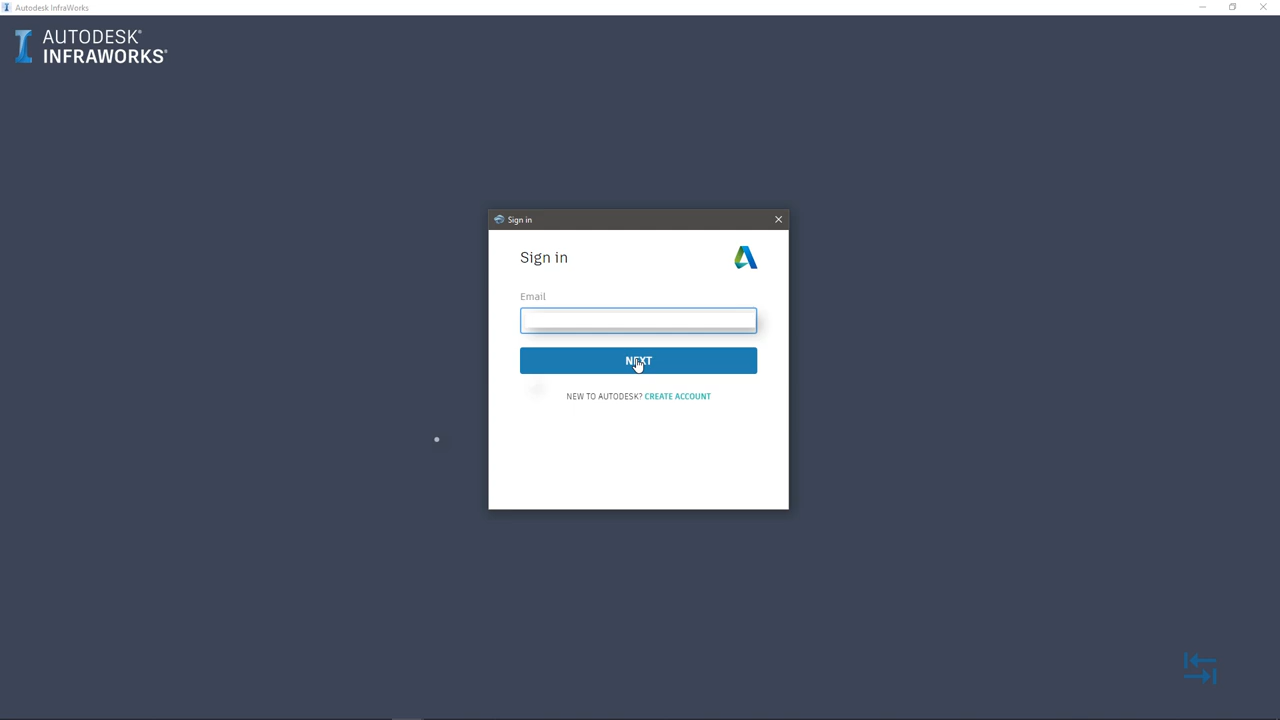 Autodesk InfraWorks
AUTODESK®
INFRAWORKS®
Sign in
Sign in
Email
NEXT
NEW TO AUTODESK? CREATE ACCOUNT